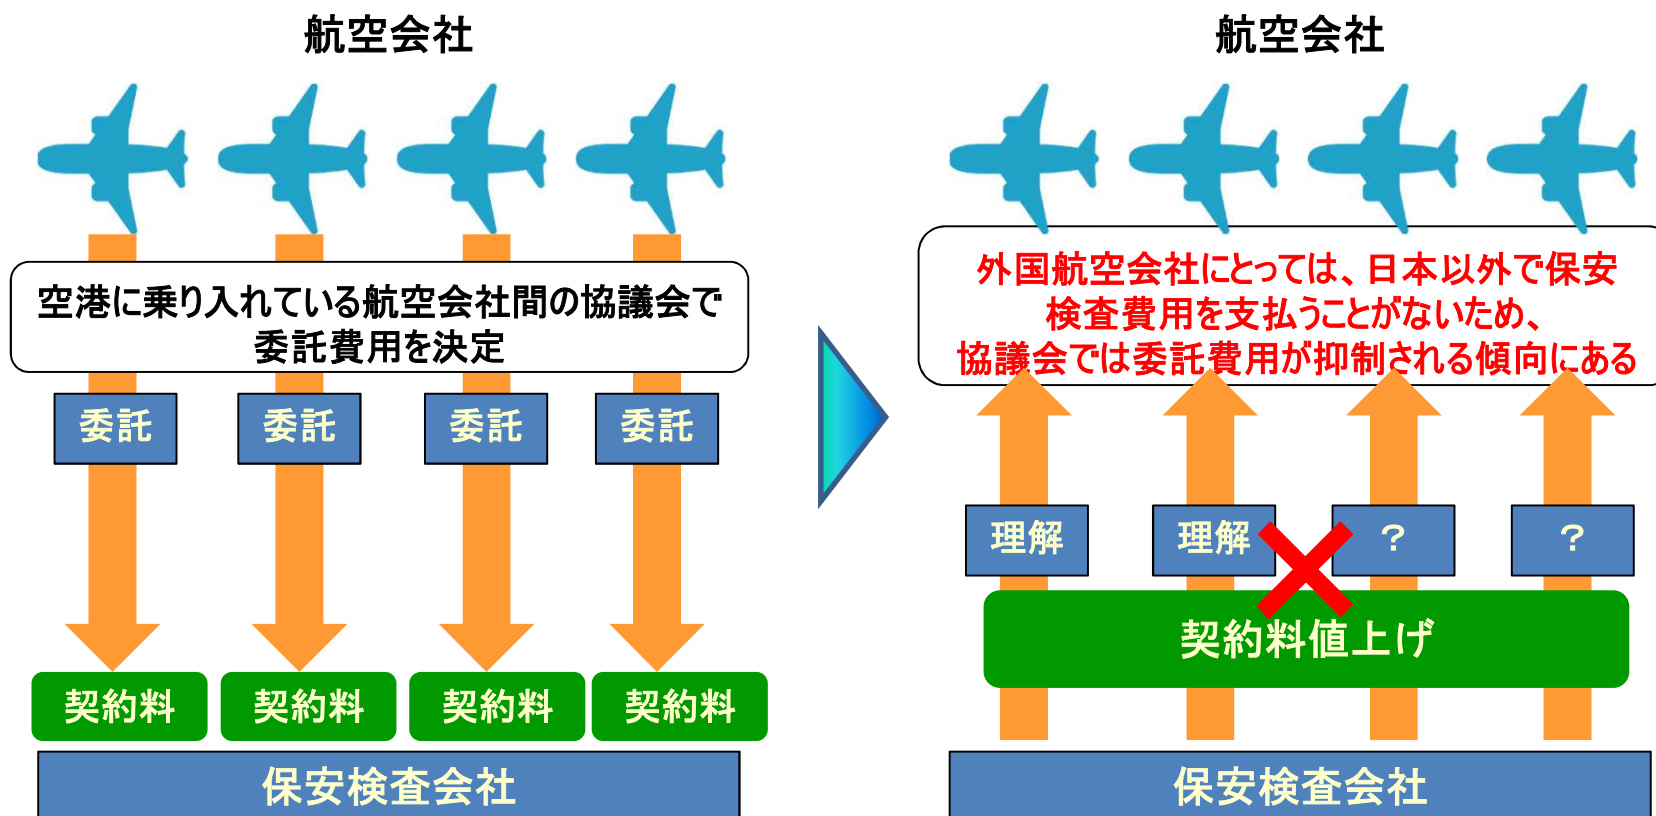 航空会社
空港に乗り入れている航空会社間の協議会で
委託費用を決定
委託
委託
委託
委託
契約料
契約料
契約料
契約料
保安検査会社
航空会社
外国航空会社にとっては、日本以外で保安
検査費用を支払うことがないため、
協議会では委託費用が抑制される傾向にある
理解
理解
？
？
契約料値上げ
保安検査会社